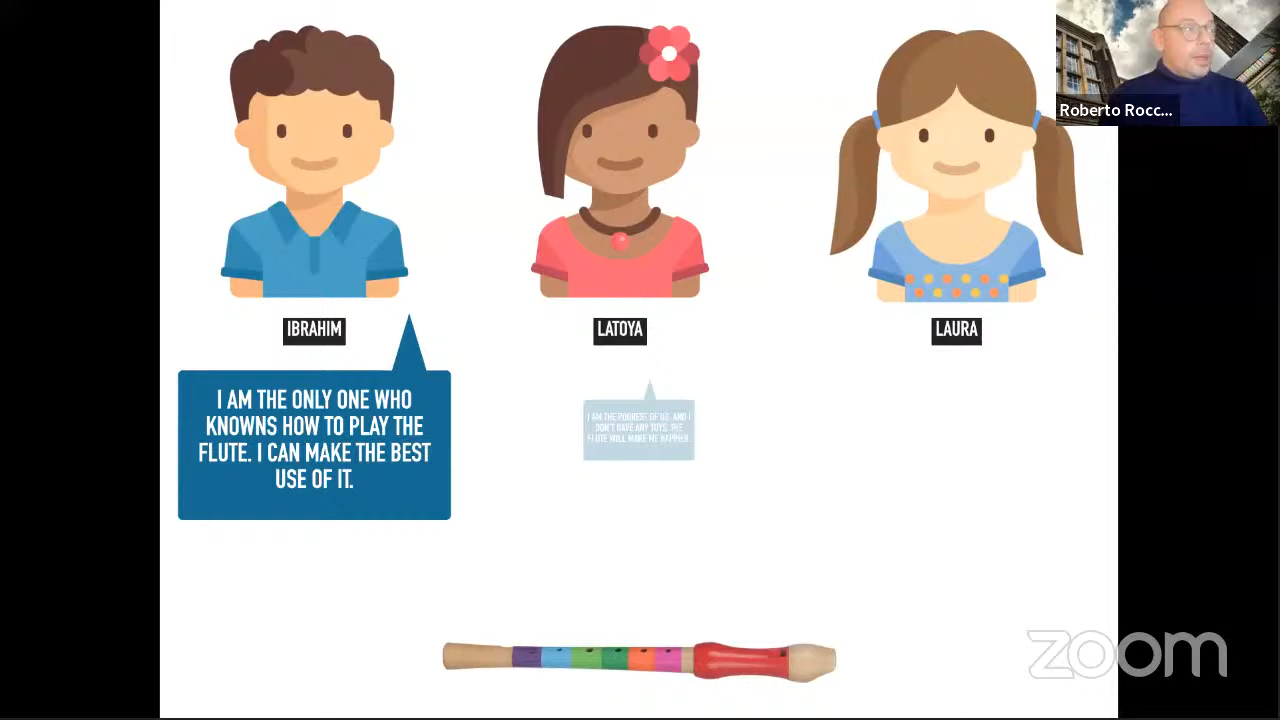 Roberto Rocc...
IBRAHIM
LATOYA
LAURA
I AM THE ONLY ONE WHO
KNOWNS HOW TO PLAY THE
FLUTE. I CAN MAKE THE BEST
USE OF IT.
I AM THE POOREST OF US, AND I
DON'T HAVE ANY TOYS. THE
FLUTE WILL MAKE ME HAPPIER.
zoom